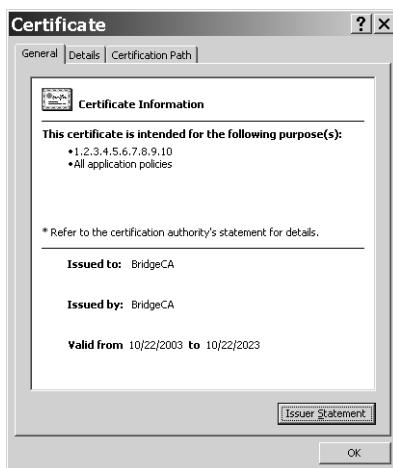 Certificate ? X
General Details Certification Path
Certificate Information
This certificate is intended for the following purpose(s):
•1.2.3.4.5.6.7.8.9.10
•All application policies
* Refer to the certification authority's statement for details.
Issued to: BridgeCA
Issued by: BridgeCA
Valid from 10/22/2003 to 10/22/2023
Issuer Statement
OK